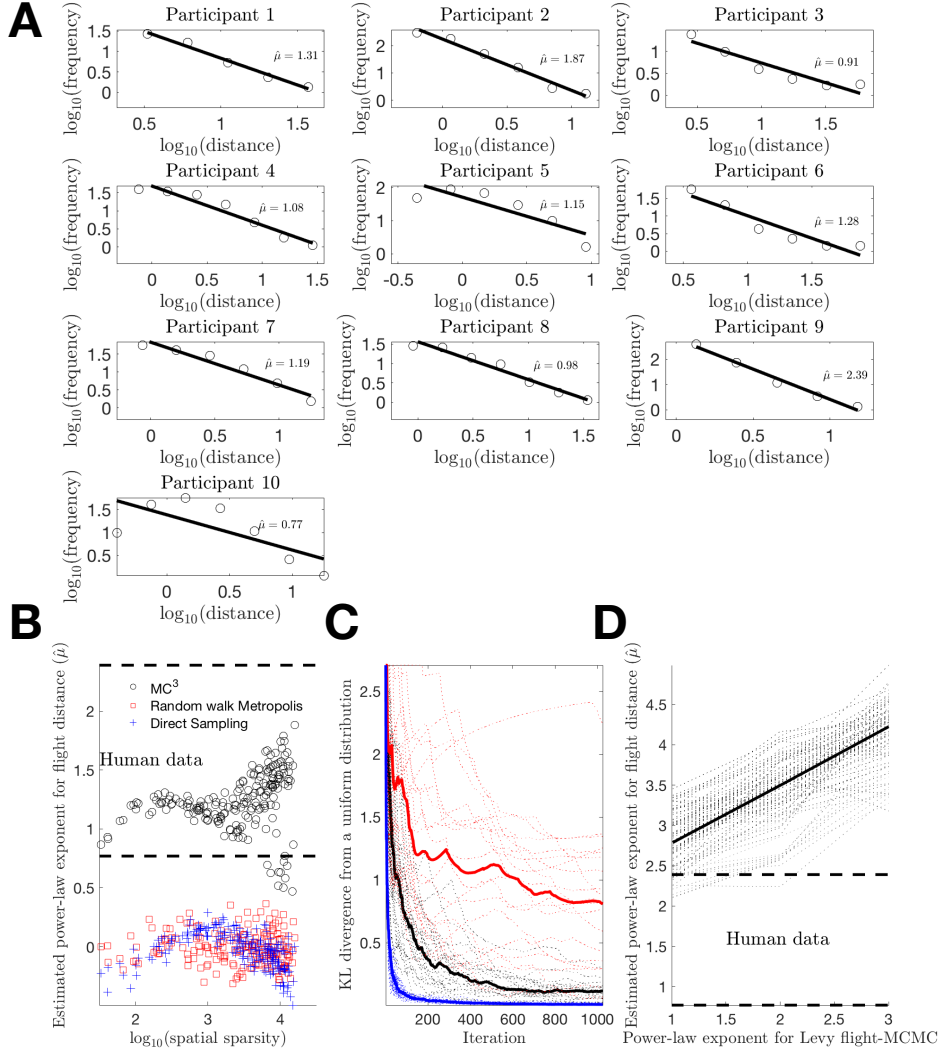 A
Participant 1
log10(frequency)
1.5
1
0.5
0
μ̂ = 1.31
0.5
1
1.5
log10(distance)
Participant 2
log10(frequency)
2
1
0
μ̂ = 1.87
0
0.5
1
log10(distance)
Participant 3
log10(frequency)
1
0.5
0
μ̂ = 0.91
0.5
1
1.5
log10(distance)
Participant 4
log10(frequency)
1.5
1
0.5
0
μ̂ = 1.08
0
0.5
1
1.5
log10(distance)
Participant 5
log10(frequency)
2
1
0
μ̂ = 1.15
-0.5
0
0.5
1
log10(distance)
Participant 6
log10(frequency)
1.5
1
0.5
0
μ̂ = 1.28
0.5
1
1.5
log10(distance)
Participant 7
log10(frequency)
1.5
1
0.5
0
μ̂ = 1.19
0
0.5
1
log10(distance)
Participant 8
log10(frequency)
1.5
1
0.5
0
μ̂ = 0.98
0
0.5
1
1.5
log10(distance)
Participant 9
log10(frequency)
2
1
0
μ̂ = 2.39
0
0.5
1
log10(distance)
Participant 10
log10(frequency)
1.5
1
0.5
μ̂ = 0.77
0
0.5
1
log10(distance)
B
Estimated power-law exponent for flight distance (μ̂)
2
1.5
1
0.5
0
MC3
Random walk Metropolis
Direct Sampling
Human data
2
3
4
log10(spatial sparsity)
C
KL divergence from a uniform distribution
2.5
2
1.5
1
0.5
200
400
600
800
1000
Iteration
D
Estimated power-law exponent for flight distance (μ̂)
4.5
4
3.5
3
2.5
2
1.5
1
Human data
1
1.5
2
2.5
3
Power-law exponent for Levy flight-MCMC